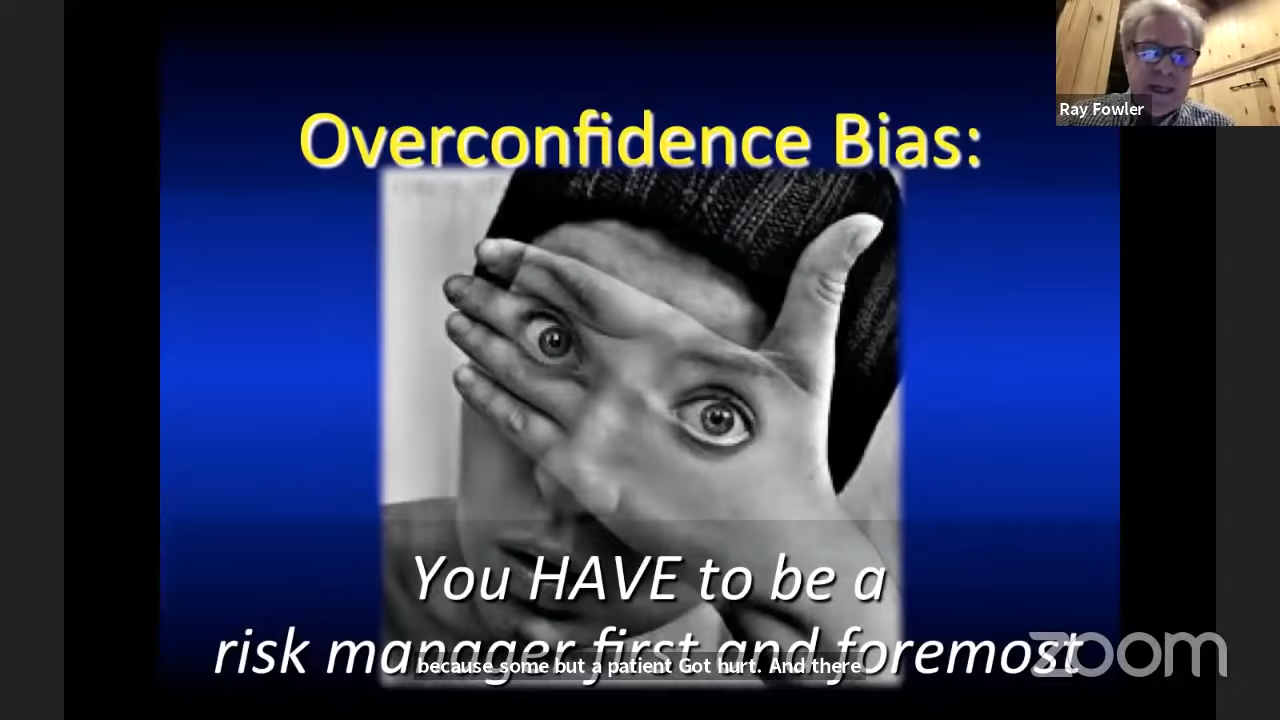 Ray Fowler
Overconfidence Bias:
You HAVE to be a
risk manager first and foremost
because some but a patient Got hurt. And there
zoom